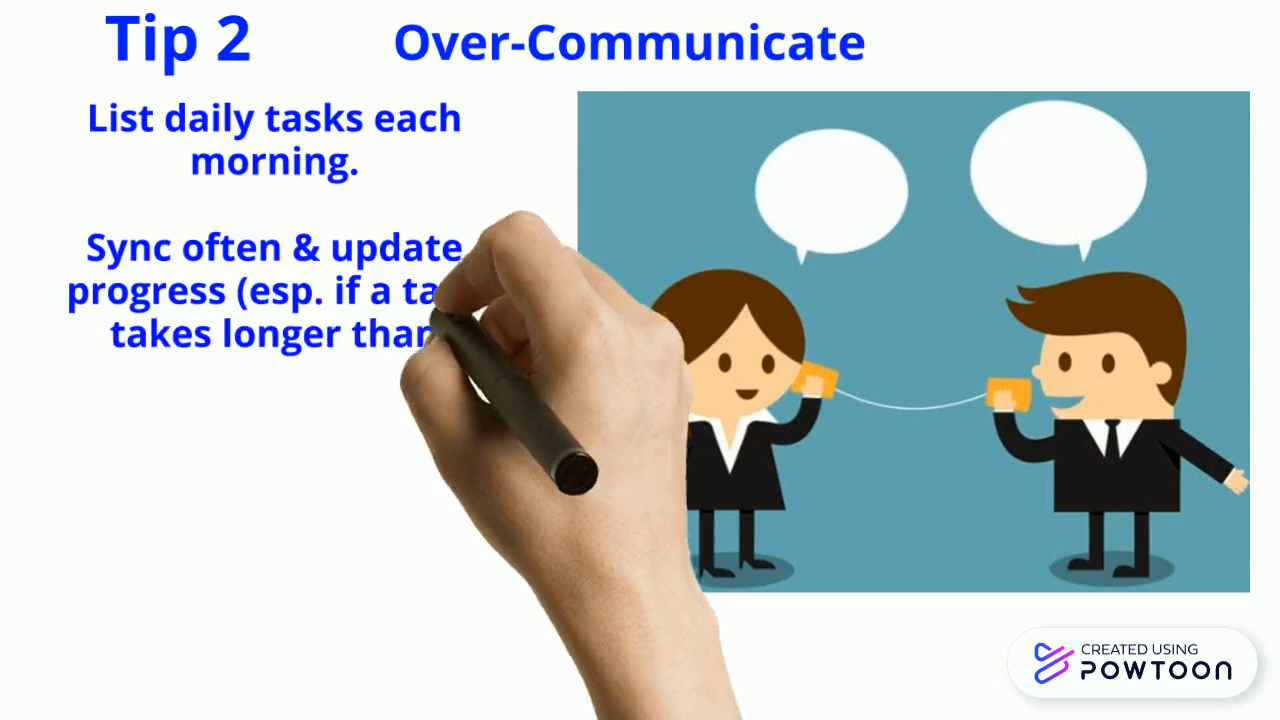 Tip 2 Over-Communicate
List daily tasks each
morning.
Sync often & update
progress (esp. if a
takes longer than
CREATED USING
POWTOON